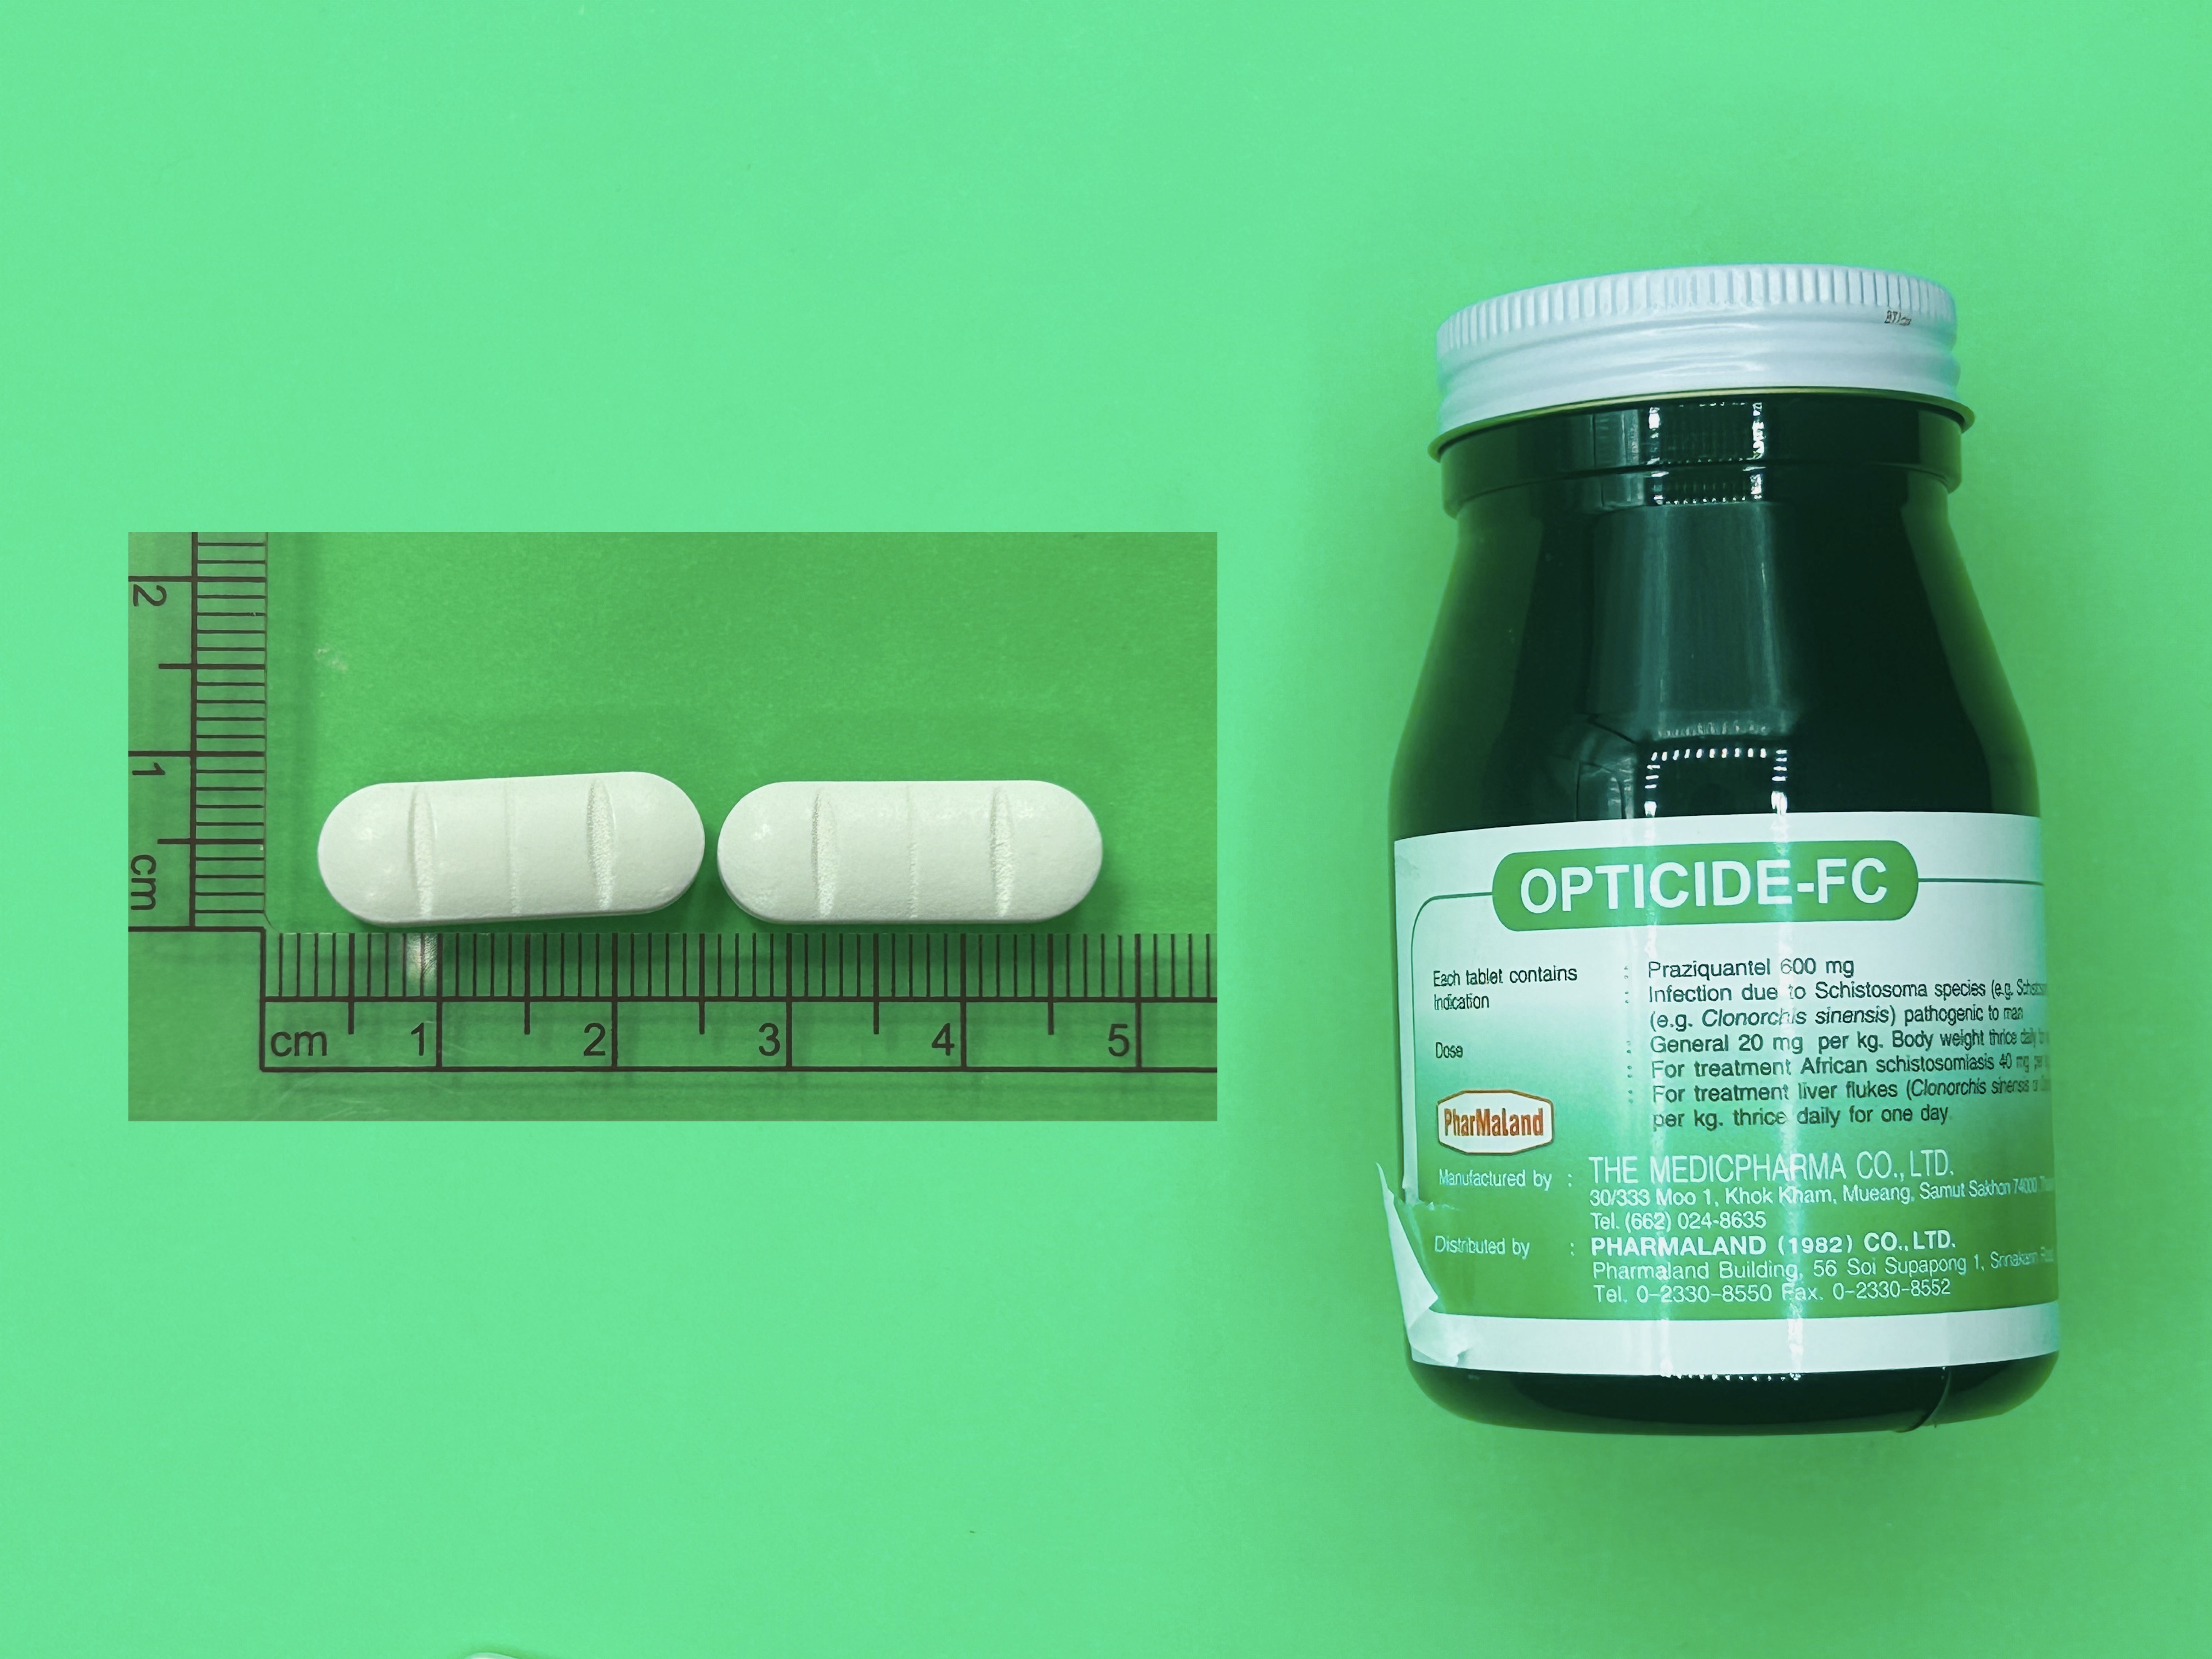 2
1
cm
cm 1 2 3 4 5
OPTICIDE-FC
Each tablet contains : Praziquantel 600 mg
Indication : Infection due to Schistosoma species (e.g.
(e.g. Clonorchis sinensis) pathogenic to man
Dose : General 20 mg per kg. Body weight thrice daily
: For treatment African schistosomiasis 40 mg
: For treatment liver flukes (Clonorchis sinensis or
per kg. thrice daily for one day.
PharMaland
Manufactured by : THE MEDICPHARMA CO.,LTD.
30/333 Moo 1, Khok Kham, Mueang, Samut Sakhon 74000
Tel. (662) 024-8635
Distributed by : PHARMALAND (1982) CO.,LTD.
Pharmaland Building, 56 Soi Supapong 1, Srinakarin
Tel. 0-2330-8550 Fax. 0-2330-8552